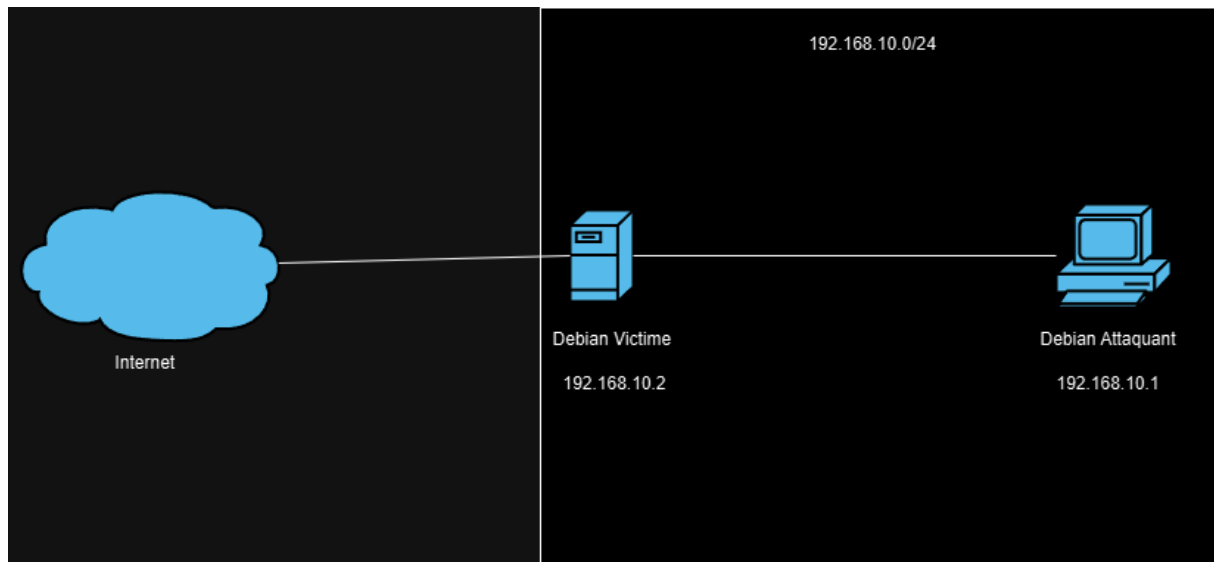 192.168.10.0/24
Internet
Debian Victime
192.168.10.2
Debian Attaquant
192.168.10.1